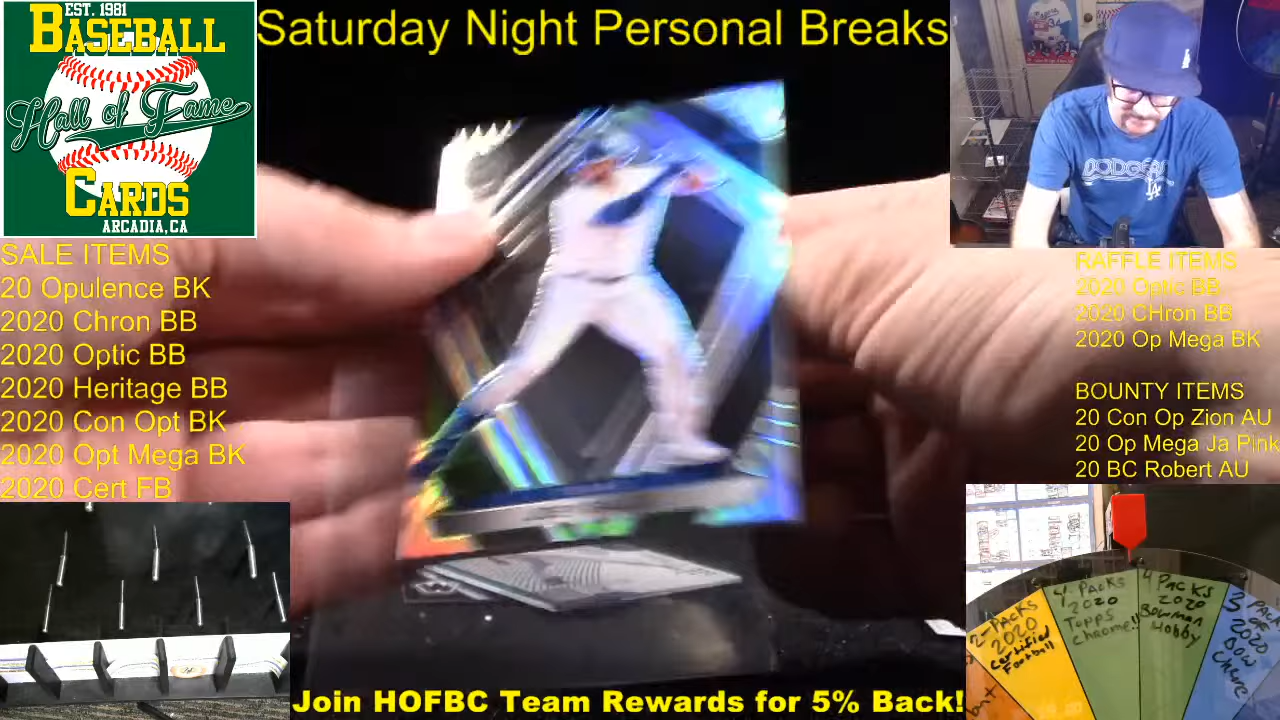 EST. 1981
BASEBALL
Hall of Fame
CARDS
ARCADIA, CA
Saturday Night Personal Breaks
SALE ITEMS
20 Opulence BK
2020 Chron BB
2020 Optic BB
2020 Heritage BB
2020 Con Opt BK
2020 Opt Mega BK
2020 Cert FB
DODGERS
LA
RAFFLE ITEMS
2020 Optic BB
2020 CHron BB
2020 Op Mega BK
BOUNTY ITEMS
20 Con Op Zion AU
20 Op Mega Ja Pink
20 BC Robert AU
2-PACKS
2020
Certified
Football
4-PACKS
2020
TOPPS
Chrome!!
4 PACKS
2020
Bowman
Hobby
2020
Join HOFBC Team Rewards for 5% Back!